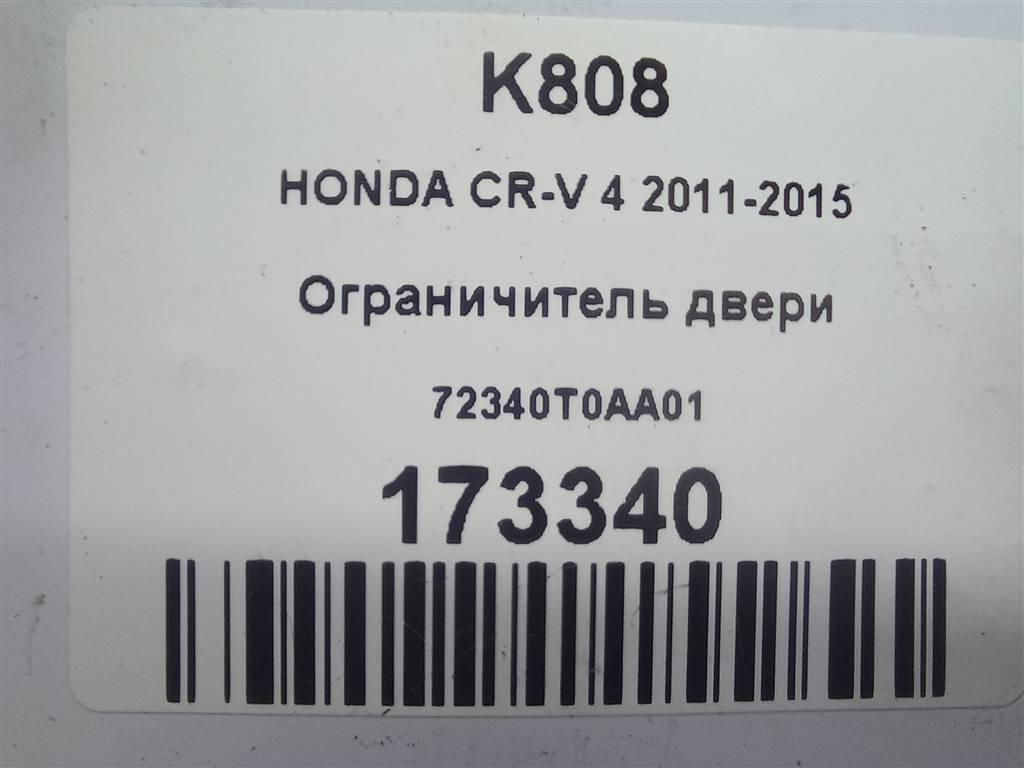 K808
HONDA CR-V 4 2011-2015
Ограничитель двери
72340T0AA01
173340